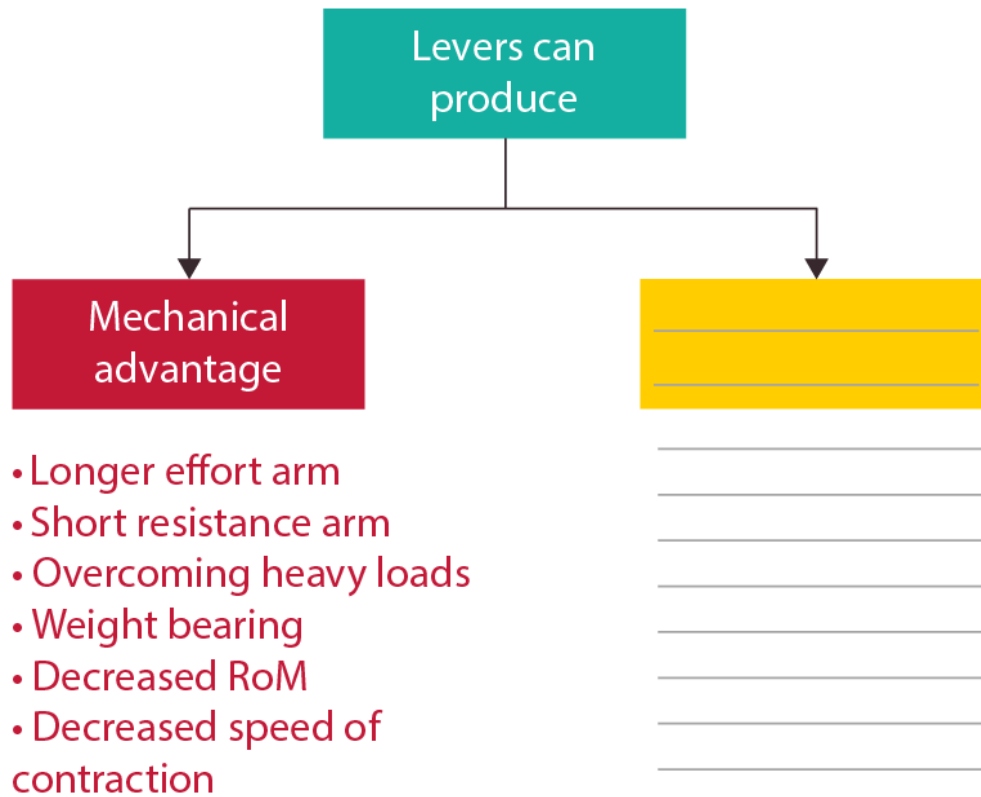 Levers can
produce
Mechanical
advantage
• Longer effort arm
• Short resistance arm
• Overcoming heavy loads
• Weight bearing
• Decreased RoM
• Decreased speed of
contraction